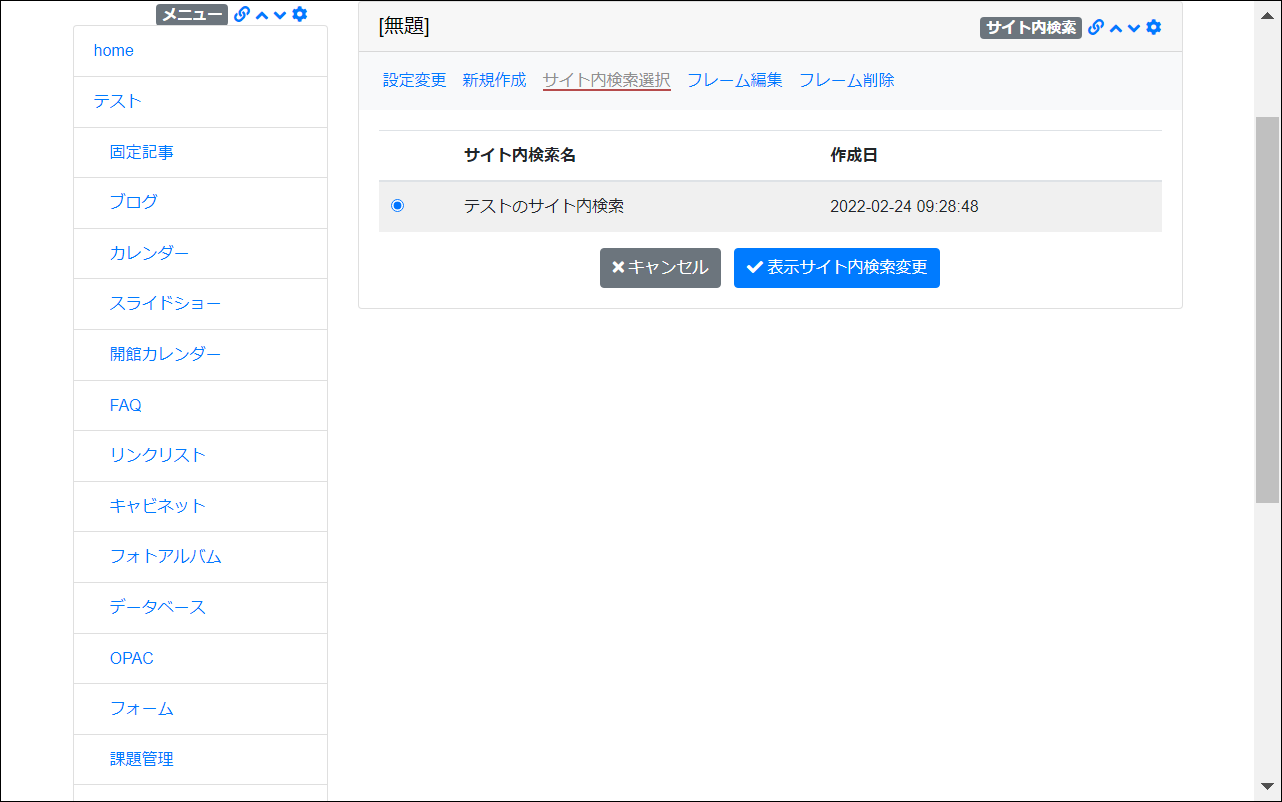 メニュー
home
テスト
固定記事
ブログ
カレンダー
スライドショー
開館カレンダー
FAQ
リンクリスト
キャビネット
フォトアルバム
データベース
OPAC
フォーム
課題管理
[無題] サイト内検索
設定変更 新規作成 サイト内検索選択 フレーム編集 フレーム削除
サイト内検索名 作成日
テストのサイト内検索 2022-02-24 09:28:48
キャンセル 表示サイト内検索変更